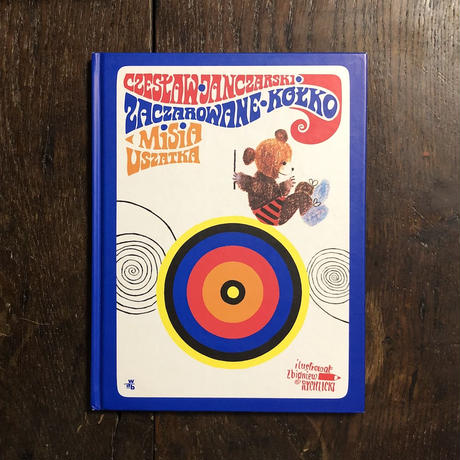 CZESŁAW·JANCZARSKI·
ZACZAROWANE·KÓŁKO
MISIA
USZATKA
ilustrował
Zbigniew
RYCHLICKI